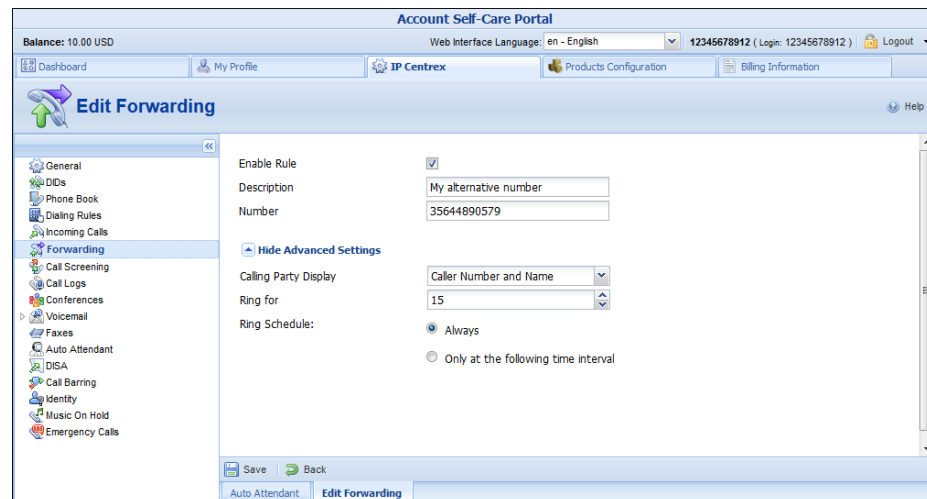 Account Self-Care Portal
Balance: 10.00 USD Web Interface Language: en - English 12345678912 ( Login: 12345678912 ) Logout
Dashboard My Profile IP Centrex Products Configuration Billing Information
Edit Forwarding Help
General
DIDs
Phone Book
Dialing Rules
Incoming Calls
Forwarding
Call Screening
Call Logs
Conferences
Voicemail
Faxes
Auto Attendant
DISA
Call Barring
Identity
Music On Hold
Emergency Calls
Enable Rule
Description My alternative number
Number 35644890579
Hide Advanced Settings
Calling Party Display Caller Number and Name
Ring for 15
Ring Schedule: Always
Only at the following time interval
Save Back
Auto Attendant Edit Forwarding